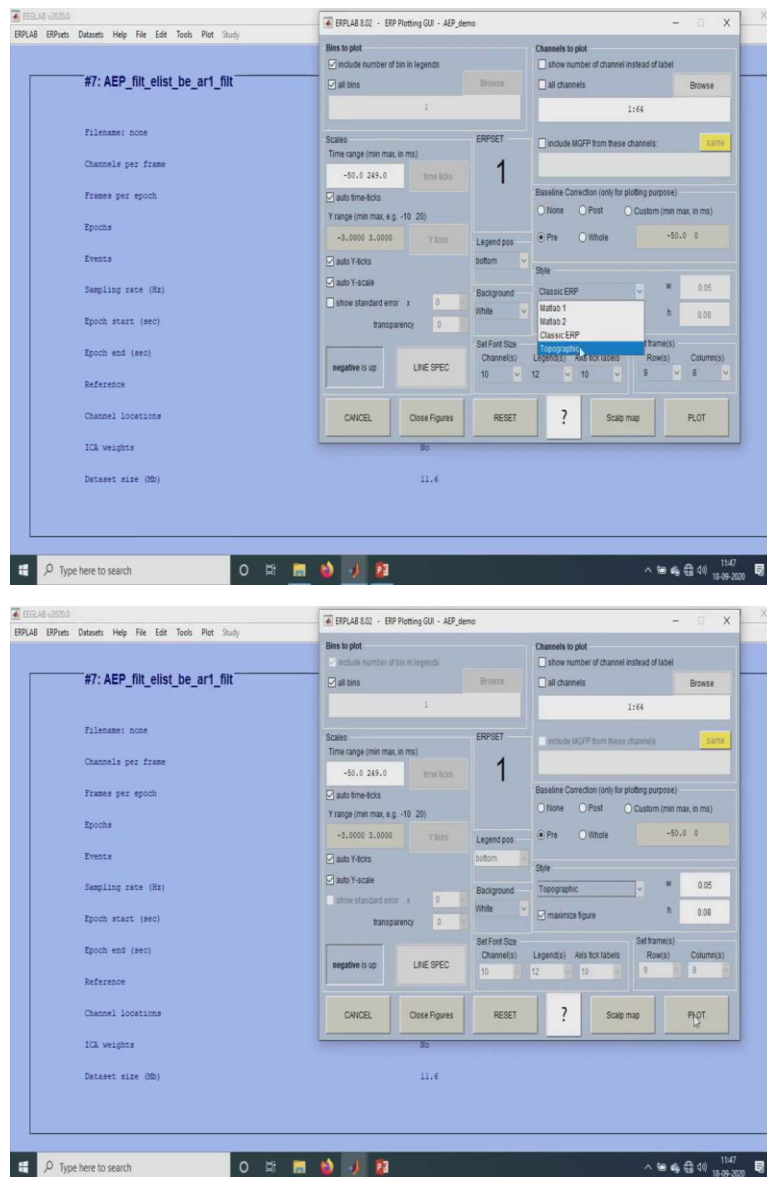 EEGLAB v2020.0
ERPLAB ERPsets Datasets Help File Edit Tools Plot Study
#7: AEP_filt_elist_be_ar1_filt
Filename: none
Channels per frame
Frames per epoch
Epochs
Events
Sampling rate (Hz)
Epoch start (sec)
Epoch end (sec)
Reference
Channel locations
ICA weights No
Dataset size (Mb) 11.6
ERPLAB 8.02 - ERP Plotting GUI - AEP_demo
Bins to plot
include number of bin in legends
all bins Browse
1
Channels to plot
show number of channel instead of label
all channels Browse
1:64
include MGFP from these channels: same
Scales
Time range (min max, in ms)
-50.0 249.0 time ticks
auto time-ticks
Y range (min max, e.g. -10 20)
-3.0000 3.0000 Y ticks
auto Y-ticks
auto Y-scale
show standard error x 0
transparency 0
ERPSET
1
Legend pos
bottom
Background
White
Baseline Correction (only for plotting purpose)
None Post Custom (min max, in ms)
Pre Whole -50.0 0
Style
Classic ERP w 0.05
Matlab 1
Matlab 2 h 0.08
Classic ERP
Topographic
Set Font Size
Channel(s) Legend(s) Axis tick labels Row(s) Column(s)
10 12 10 9 8
negative is up LINE SPEC
CANCEL Close Figures RESET ? Scalp map PLOT
Type here to search
11:47
18-09-2020
EEGLAB v2020.0
ERPLAB ERPsets Datasets Help File Edit Tools Plot Study
#7: AEP_filt_elist_be_ar1_filt
Filename: none
Channels per frame
Frames per epoch
Epochs
Events
Sampling rate (Hz)
Epoch start (sec)
Epoch end (sec)
Reference
Channel locations
ICA weights No
Dataset size (Mb) 11.6
ERPLAB 8.02 - ERP Plotting GUI - AEP_demo
Bins to plot
include number of bin in legends
all bins Browse
1
Channels to plot
show number of channel instead of label
all channels Browse
1:64
include MGFP from these channels same
Scales
Time range (min max, in ms)
-50.0 249.0 time ticks
auto time-ticks
Y range (min max, e.g. -10 20)
-3.0000 3.0000 Y ticks
auto Y-ticks
auto Y-scale
show standard error x 0
transparency 0
ERPSET
1
Legend pos
bottom
Background
White
Baseline Correction (only for plotting purpose)
None Post Custom (min max, in ms)
Pre Whole -50.0 0
Style
Topographic w 0.05
maximize figure h 0.08
Set Font Size Set frame(s)
Channel(s) Legend(s) Axis tick labels Row(s) Column(s)
10 12 10 9 8
negative is up LINE SPEC
CANCEL Close Figures RESET ? Scalp map PLOT
Type here to search
11:47
18-09-2020